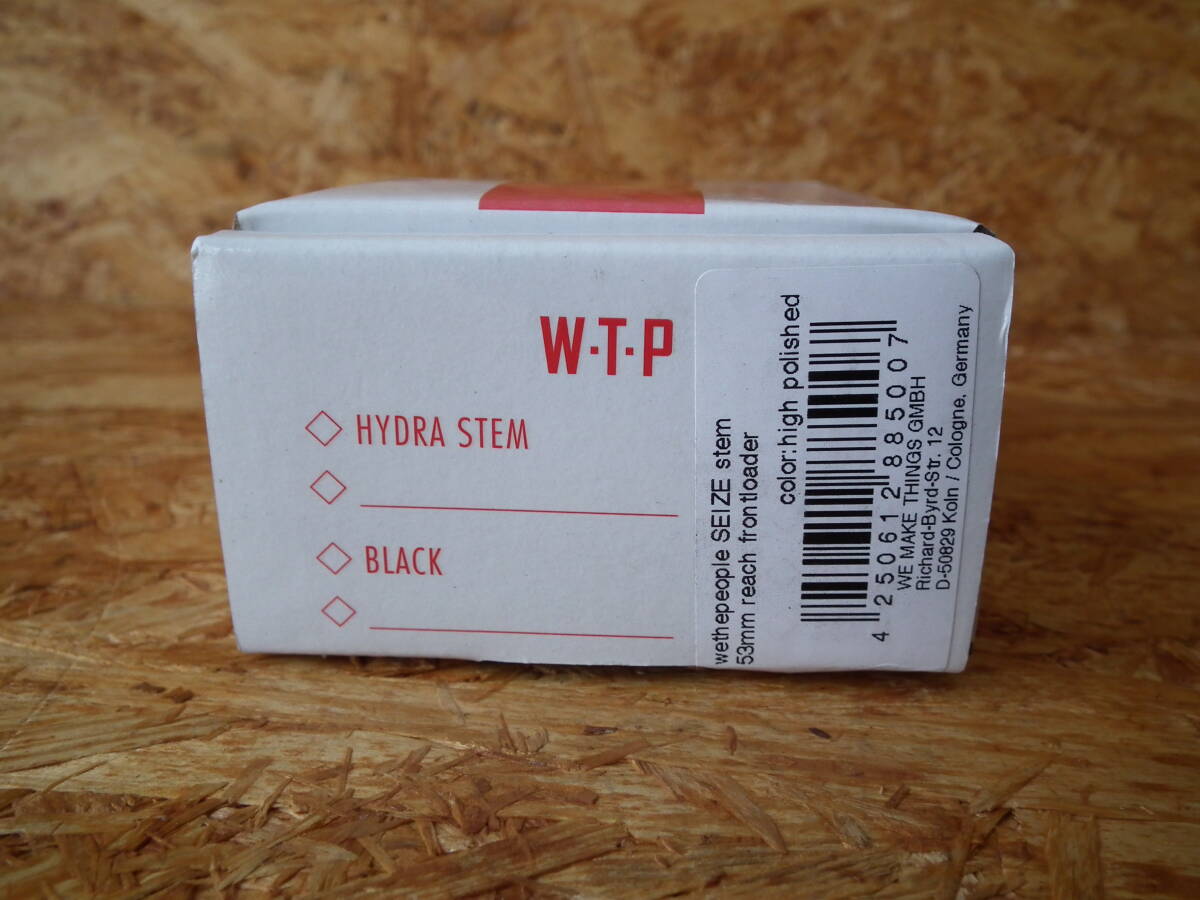 W·T·P
HYDRA STEM
BLACK
wethepeople SEIZE stem
53mm reach frontloader
color:high polished
4 250612 885007
WE MAKE THINGS GMBH
Richard-Byrd-Str. 12
D-50829 Koln / Cologne, Germany